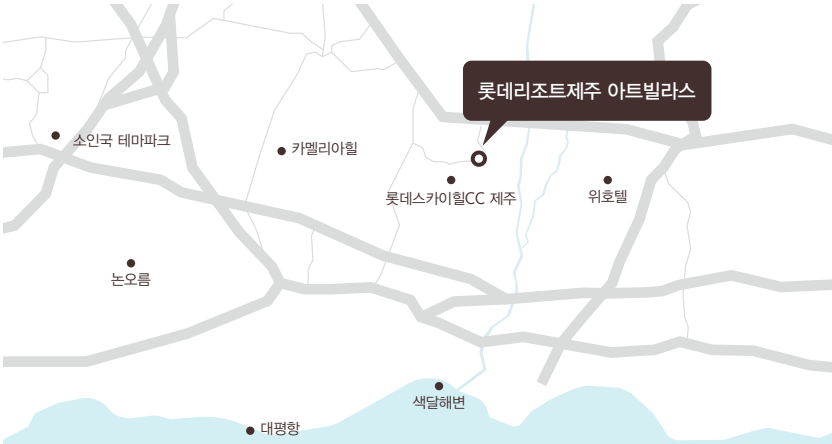 롯데리조트제주 아트빌라스
소인국 테마파크
카멜리아힐
롯데스카이힐CC 제주
위호텔
논오름
색달해변
대평항